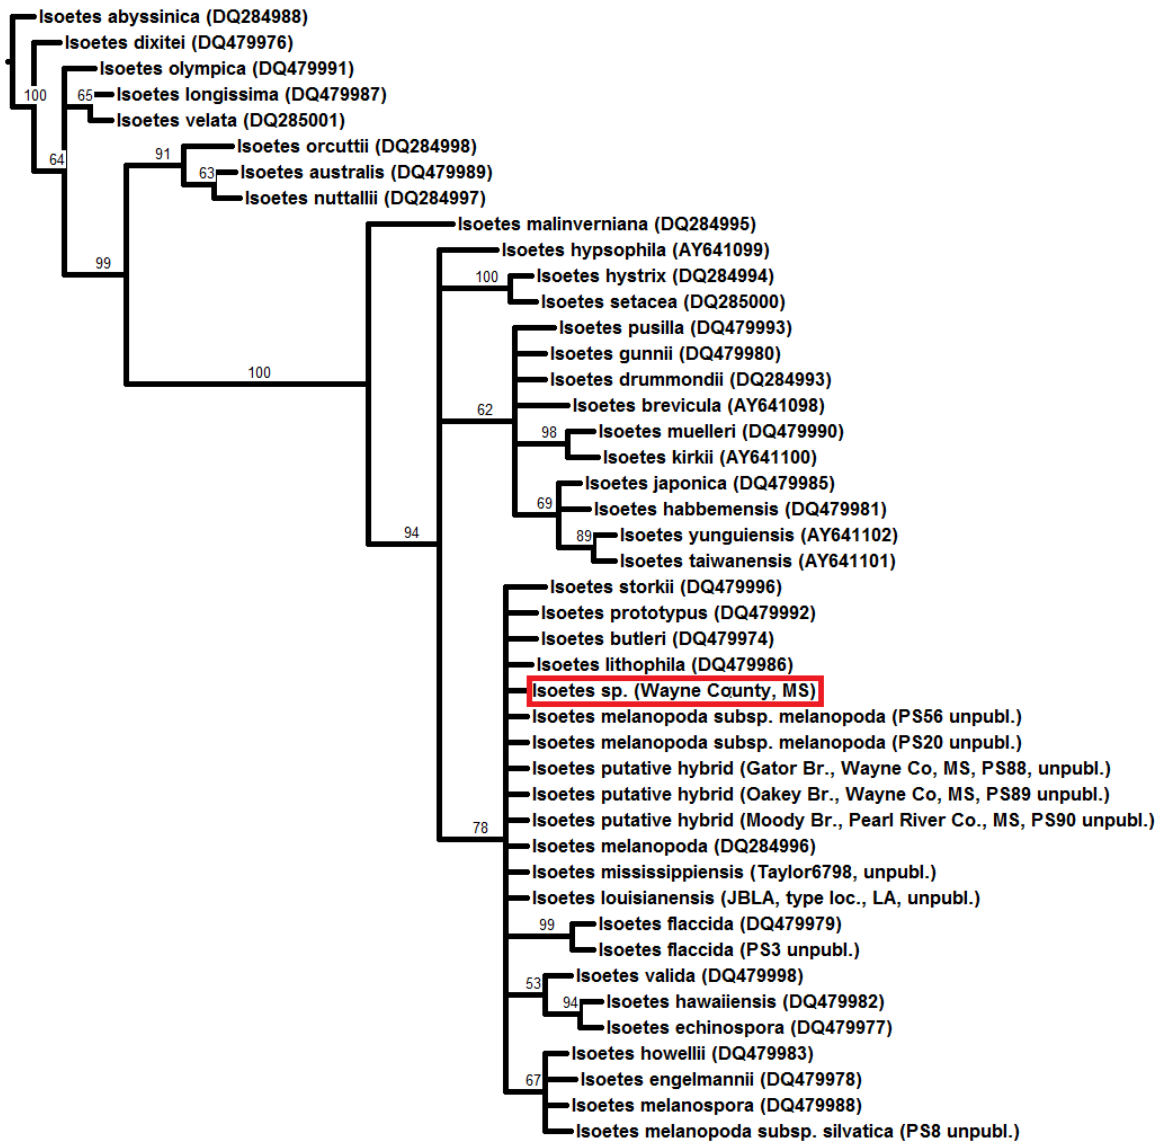 Isoetes abyssinica (DQ284988)
Isoetes dixitei (DQ479976)
Isoetes olympica (DQ479991)
100
65
Isoetes longissima (DQ479987)
Isoetes velata (DQ285001)
Isoetes orcuttii (DQ284998)
64
91
63
Isoetes australis (DQ479989)
Isoetes nuttallii (DQ284997)
Isoetes malinverniana (DQ284995)
Isoetes hypsophila (AY641099)
99
100
Isoetes hystrix (DQ284994)
Isoetes setacea (DQ285000)
Isoetes pusilla (DQ479993)
Isoetes gunnii (DQ479980)
100
Isoetes drummondii (DQ284993)
62
Isoetes brevicula (AY641098)
98
Isoetes muelleri (DQ479990)
Isoetes kirkii (AY641100)
Isoetes japonica (DQ479985)
69
Isoetes habbemensis (DQ479981)
94
89
Isoetes yunguiensis (AY641102)
Isoetes taiwanensis (AY641101)
Isoetes storkii (DQ479996)
Isoetes prototypus (DQ479992)
Isoetes butleri (DQ479974)
Isoetes lithophila (DQ479986)
Isoetes sp. (Wayne County, MS)
Isoetes melanopoda subsp. melanopoda (PS56 unpubl.)
Isoetes melanopoda subsp. melanopoda (PS20 unpubl.)
Isoetes putative hybrid (Gator Br., Wayne Co, MS, PS88, unpubl.)
Isoetes putative hybrid (Oakey Br., Wayne Co, MS, PS89 unpubl.)
78
Isoetes putative hybrid (Moody Br., Pearl River Co., MS, PS90 unpubl.)
Isoetes melanopoda (DQ284996)
Isoetes mississippiensis (Taylor6798, unpubl.)
Isoetes louisianensis (JBLA, type loc., LA, unpubl.)
99
Isoetes flaccida (DQ479979)
Isoetes flaccida (PS3 unpubl.)
53
Isoetes valida (DQ479998)
94
Isoetes hawaiiensis (DQ479982)
Isoetes echinospora (DQ479977)
Isoetes howellii (DQ479983)
67
Isoetes engelmannii (DQ479978)
Isoetes melanospora (DQ479988)
Isoetes melanopoda subsp. silvatica (PS8 unpubl.)